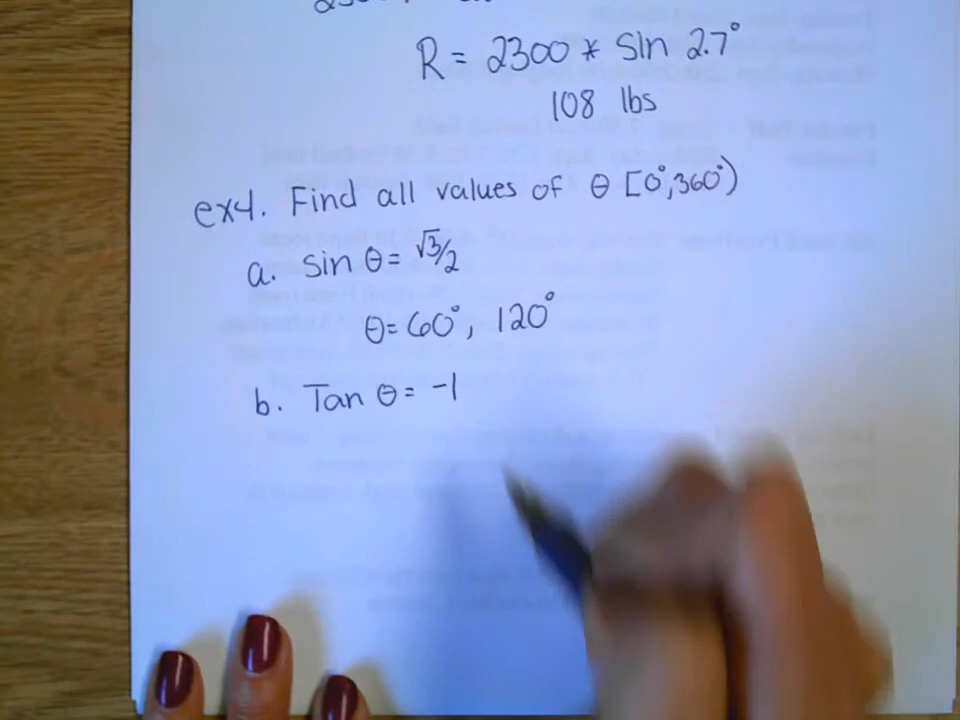 R = 2300 * sin 2.7°
108 lbs
ex4. Find all values of θ [0°,360°)
a. sin θ = √3/2
θ = 60°, 120°
b. Tan θ = -1